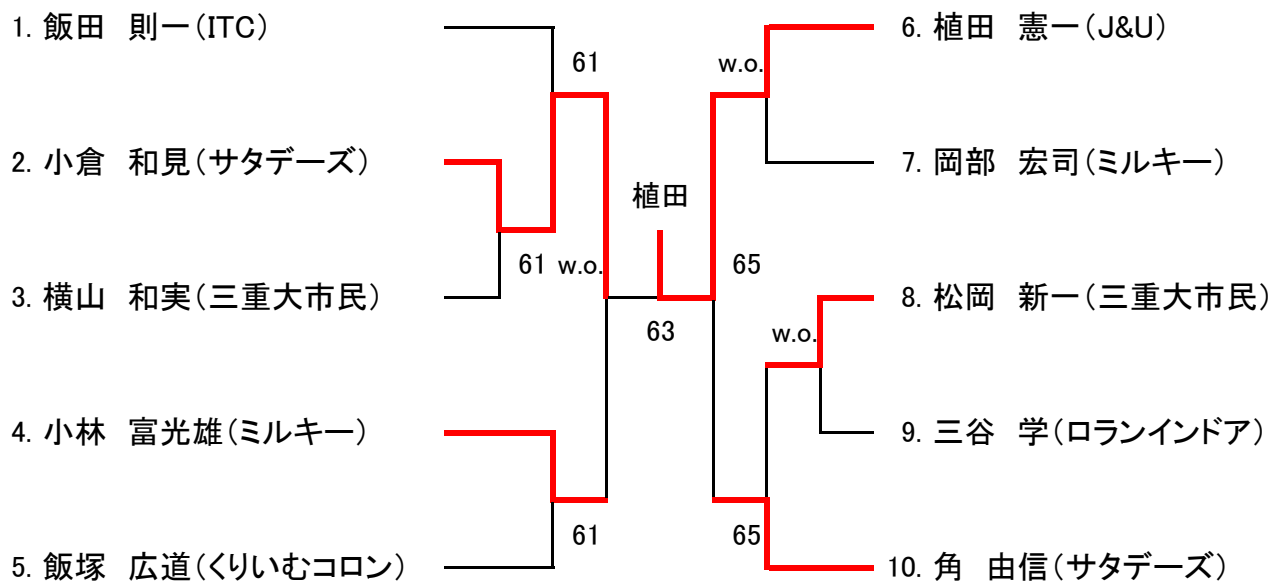 1. 飯田　則一(ITC)
61
2. 小倉　和見(サタデーズ)
61 w.o.
3. 横山　和実(三重大市民)
4. 小林　富光雄(ミルキー)
61
5. 飯塚　広道(くりいむコロン)
植田
63
6. 植田　憲一(J&U)
w.o.
7. 岡部　宏司(ミルキー)
65
8. 松岡　新一(三重大市民)
w.o.
9. 三谷　学(ロランインドア)
65
10. 角　由信(サタデーズ)